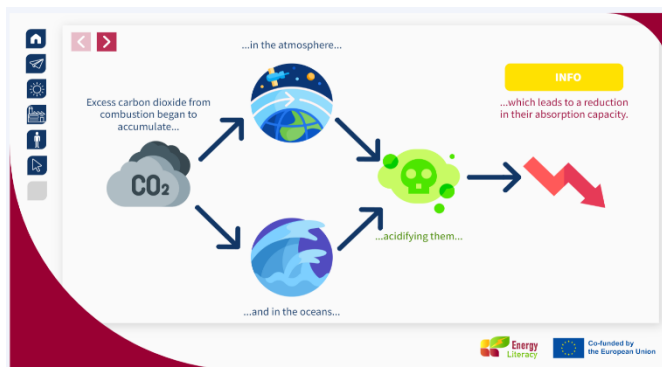 ...in the atmosphere...
INFO
Excess carbon dioxide from
combustion began to
accumulate...
...which leads to a reduction
in their absorption capacity.
CO₂
...acidifying them...
...and in the oceans...
Energy
Literacy
Co-funded by
the European Union